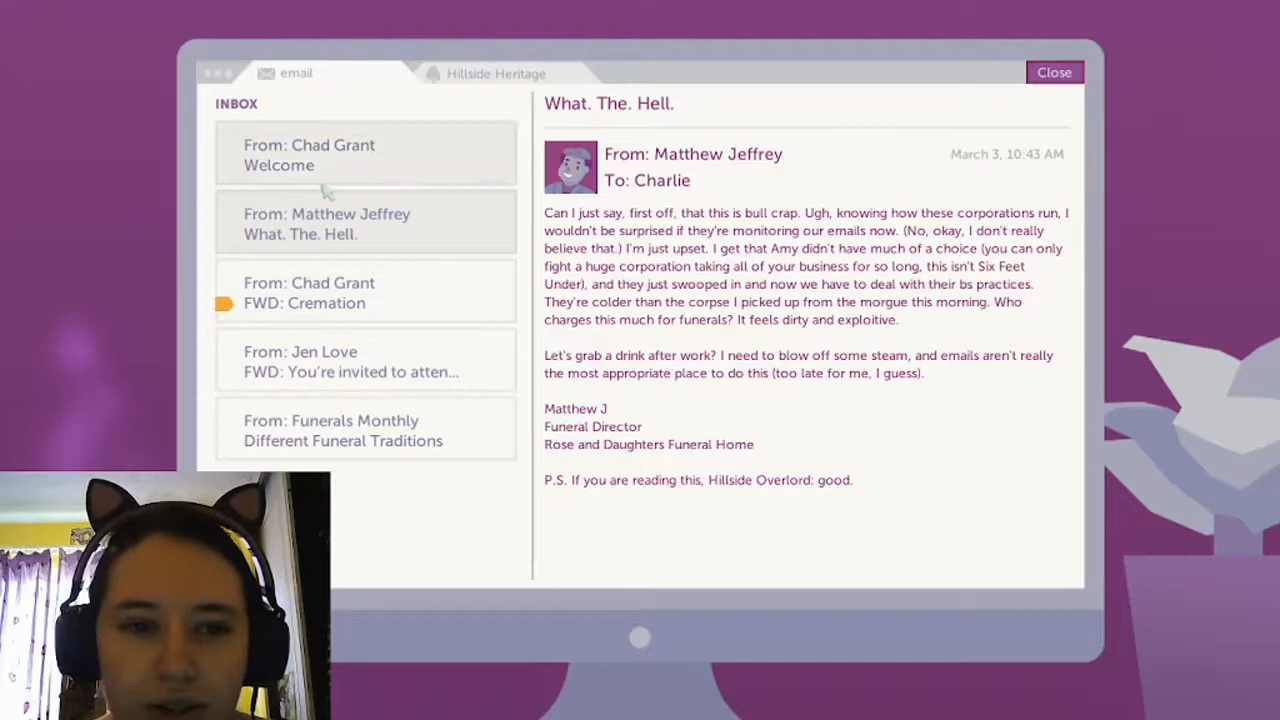 email
Hillside Heritage
Close
INBOX
From: Chad Grant
Welcome
From: Matthew Jeffrey
What. The. Hell.
From: Chad Grant
FWD: Cremation
From: Jen Love
FWD: You're invited to atten...
From: Funerals Monthly
Different Funeral Traditions
What. The. Hell.
From: Matthew Jeffrey
March 3, 10:43 AM
To: Charlie
Can I just say, first off, that this is bull crap. Ugh, knowing how these corporations run, I
wouldn't be surprised if they're monitoring our emails now. (No, okay, I don't really
believe that.) I'm just upset. I get that Amy didn't have much of a choice (you can only
fight a huge corporation taking all of your business for so long, this isn't Six Feet
Under), and they just swooped in and now we have to deal with their bs practices.
They're colder than the corpse I picked up from the morgue this morning. Who
charges this much for funerals? It feels dirty and exploitive.
Let's grab a drink after work? I need to blow off some steam, and emails aren't really
the most appropriate place to do this (too late for me, I guess).
Matthew J
Funeral Director
Rose and Daughters Funeral Home
P.S. If you are reading this, Hillside Overlord: good.